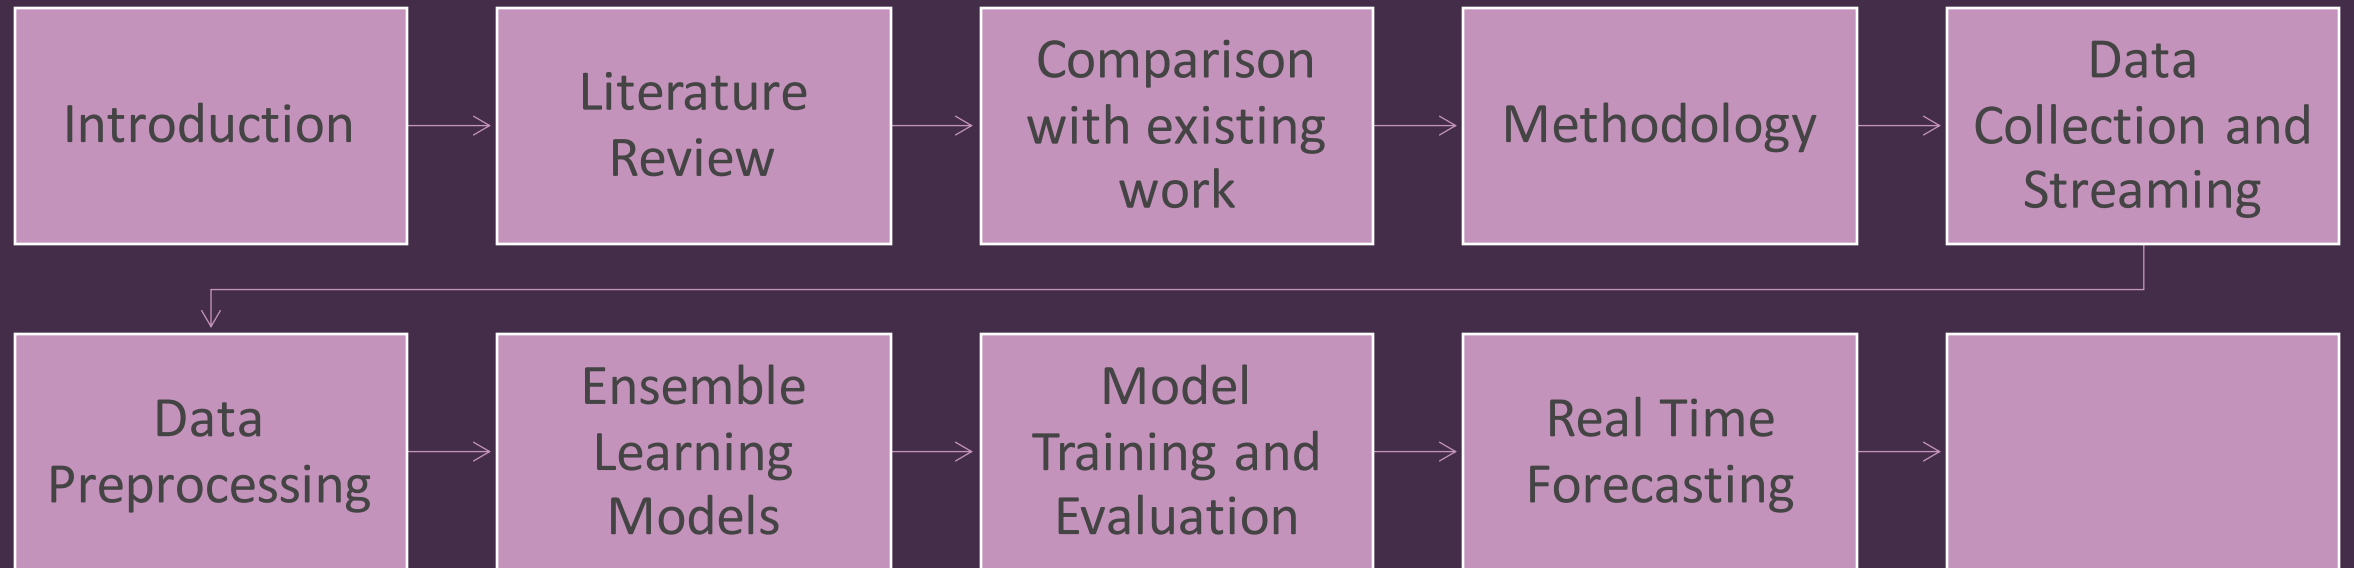 Introduction
Literature
Review
Comparison
with existing
work
Methodology
Data
Collection and
Streaming
Data
Preprocessing
Ensemble
Learning
Models
Model
Training and
Evaluation
Real Time
Forecasting